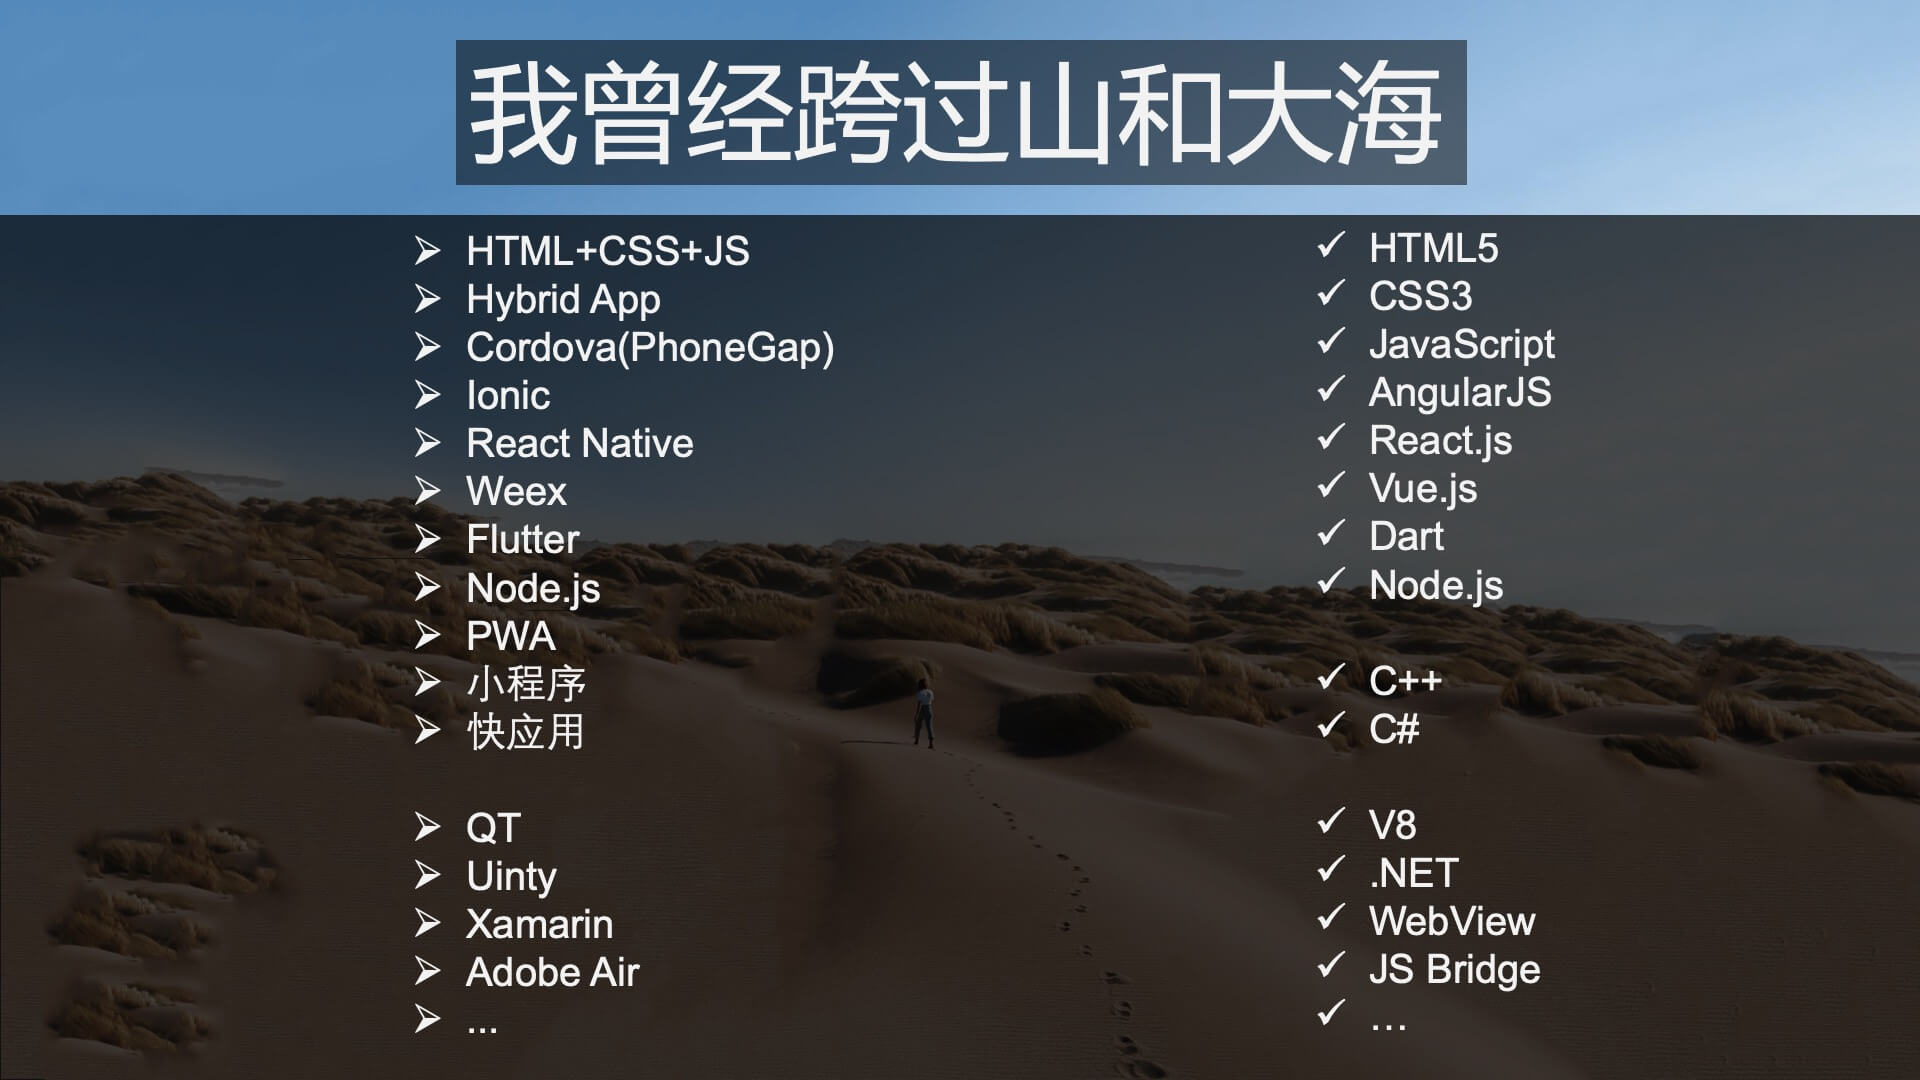 我曾经跨过山和大海
HTML+CSS+JS
Hybrid App
Cordova(PhoneGap)
Ionic
React Native
Weex
Flutter
Node.js
PWA
小程序
快应用
QT
Uinty
Xamarin
Adobe Air
...
HTML5
CSS3
JavaScript
AngularJS
React.js
Vue.js
Dart
Node.js
C++
C#
V8
.NET
WebView
JS Bridge
...